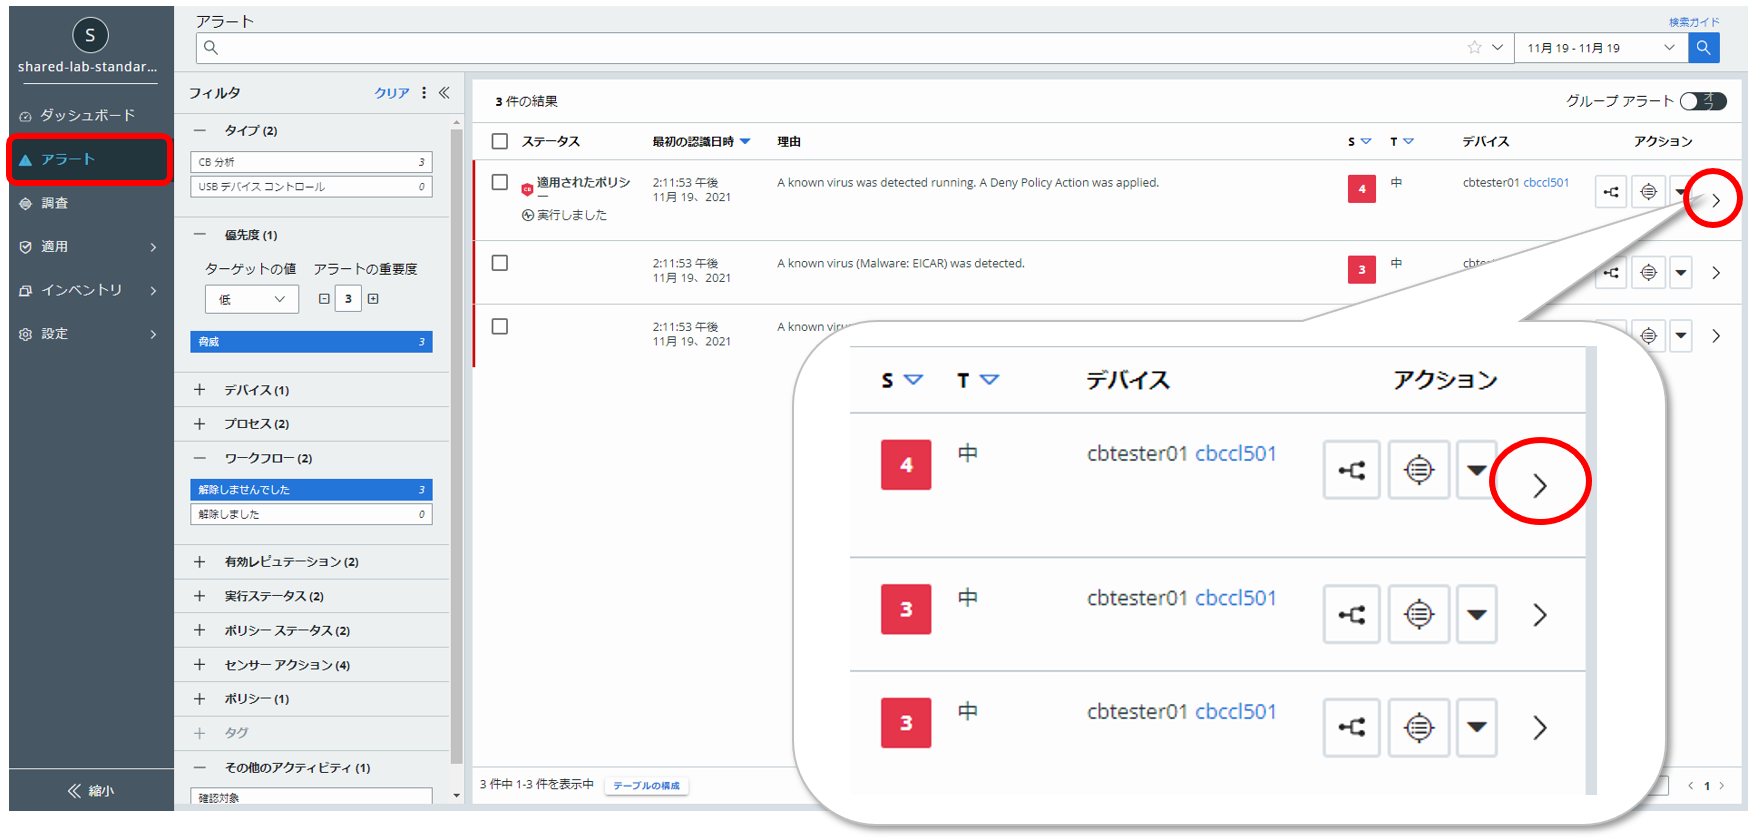 S
shared-lab-standar...
ダッシュボード
アラート
調査
適用
インベントリ
設定
縮小
アラート
検索ガイド
11月 19 - 11月 19
フィルタ
クリア
タイプ (2)
CB 分析 3
USB デバイス コントロール 0
優先度 (1)
ターゲットの値 アラートの重要度
低 3
脅威 3
デバイス (1)
プロセス (2)
ワークフロー (2)
解除しませんでした 3
解除しました 0
有効レピュテーション (2)
実行ステータス (2)
ポリシー ステータス (2)
センサー アクション (4)
ポリシー (1)
タグ
その他のアクティビティ (1)
確認対象
3 件の結果
グループ アラート オフ
ステータス 最初の認識日時 理由 S T デバイス アクション
適用されたポリシー
実行しました
2:11:53 午後
11月 19、2021
A known virus was detected running. A Deny Policy Action was applied.
4 中 cbtester01 cbccl501
2:11:53 午後
11月 19、2021
A known virus (Malware: EICAR) was detected.
3 中
2:11:53 午後
11月 19、2021
A known
S T デバイス アクション
4 中 cbtester01 cbccl501
3 中 cbtester01 cbccl501
3 中 cbtester01 cbccl501
3 件中 1-3 件を表示中 テーブルの構成
1